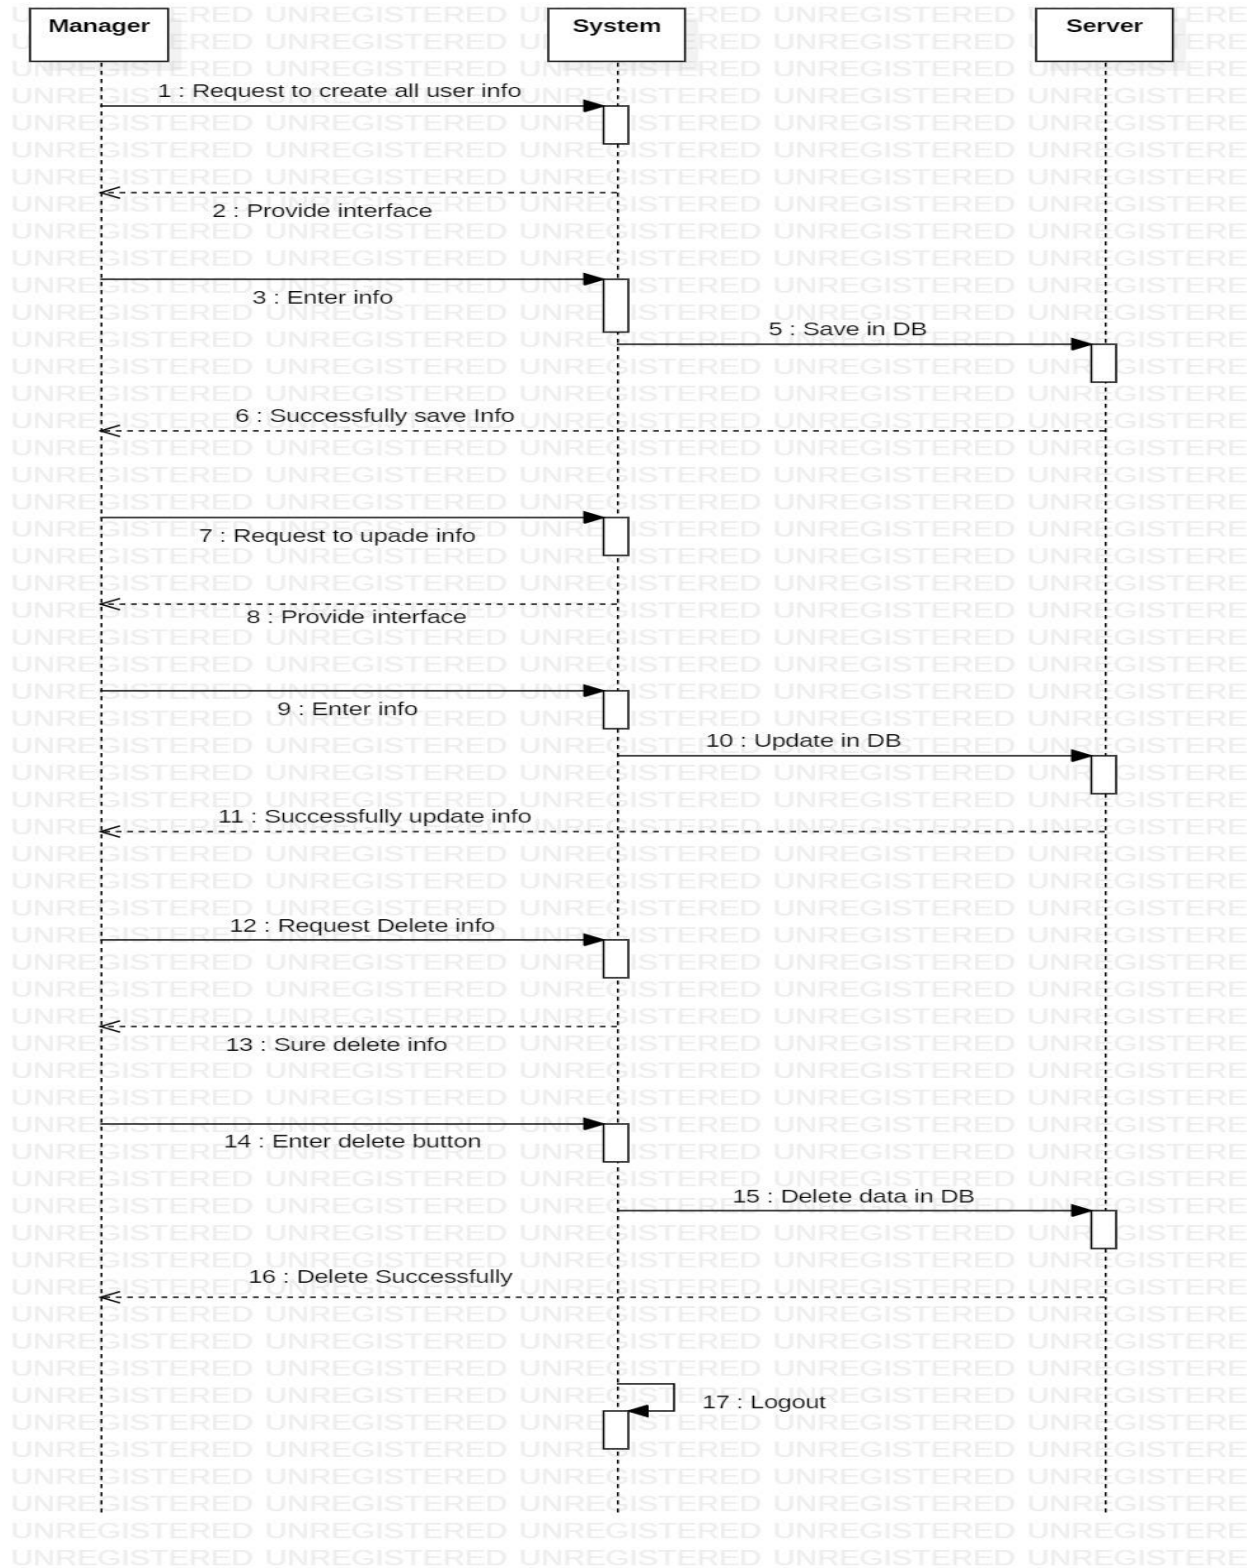 Manager System Server
1 : Request to create all user info
2 : Provide interface
3 : Enter info
5 : Save in DB
6 : Successfully save Info
7 : Request to upade info
8 : Provide interface
9 : Enter info
10 : Update in DB
11 : Successfully update info
12 : Request Delete info
13 : Sure delete info
14 : Enter delete button
15 : Delete data in DB
16 : Delete Successfully
17 : Logout
UNREGISTERED